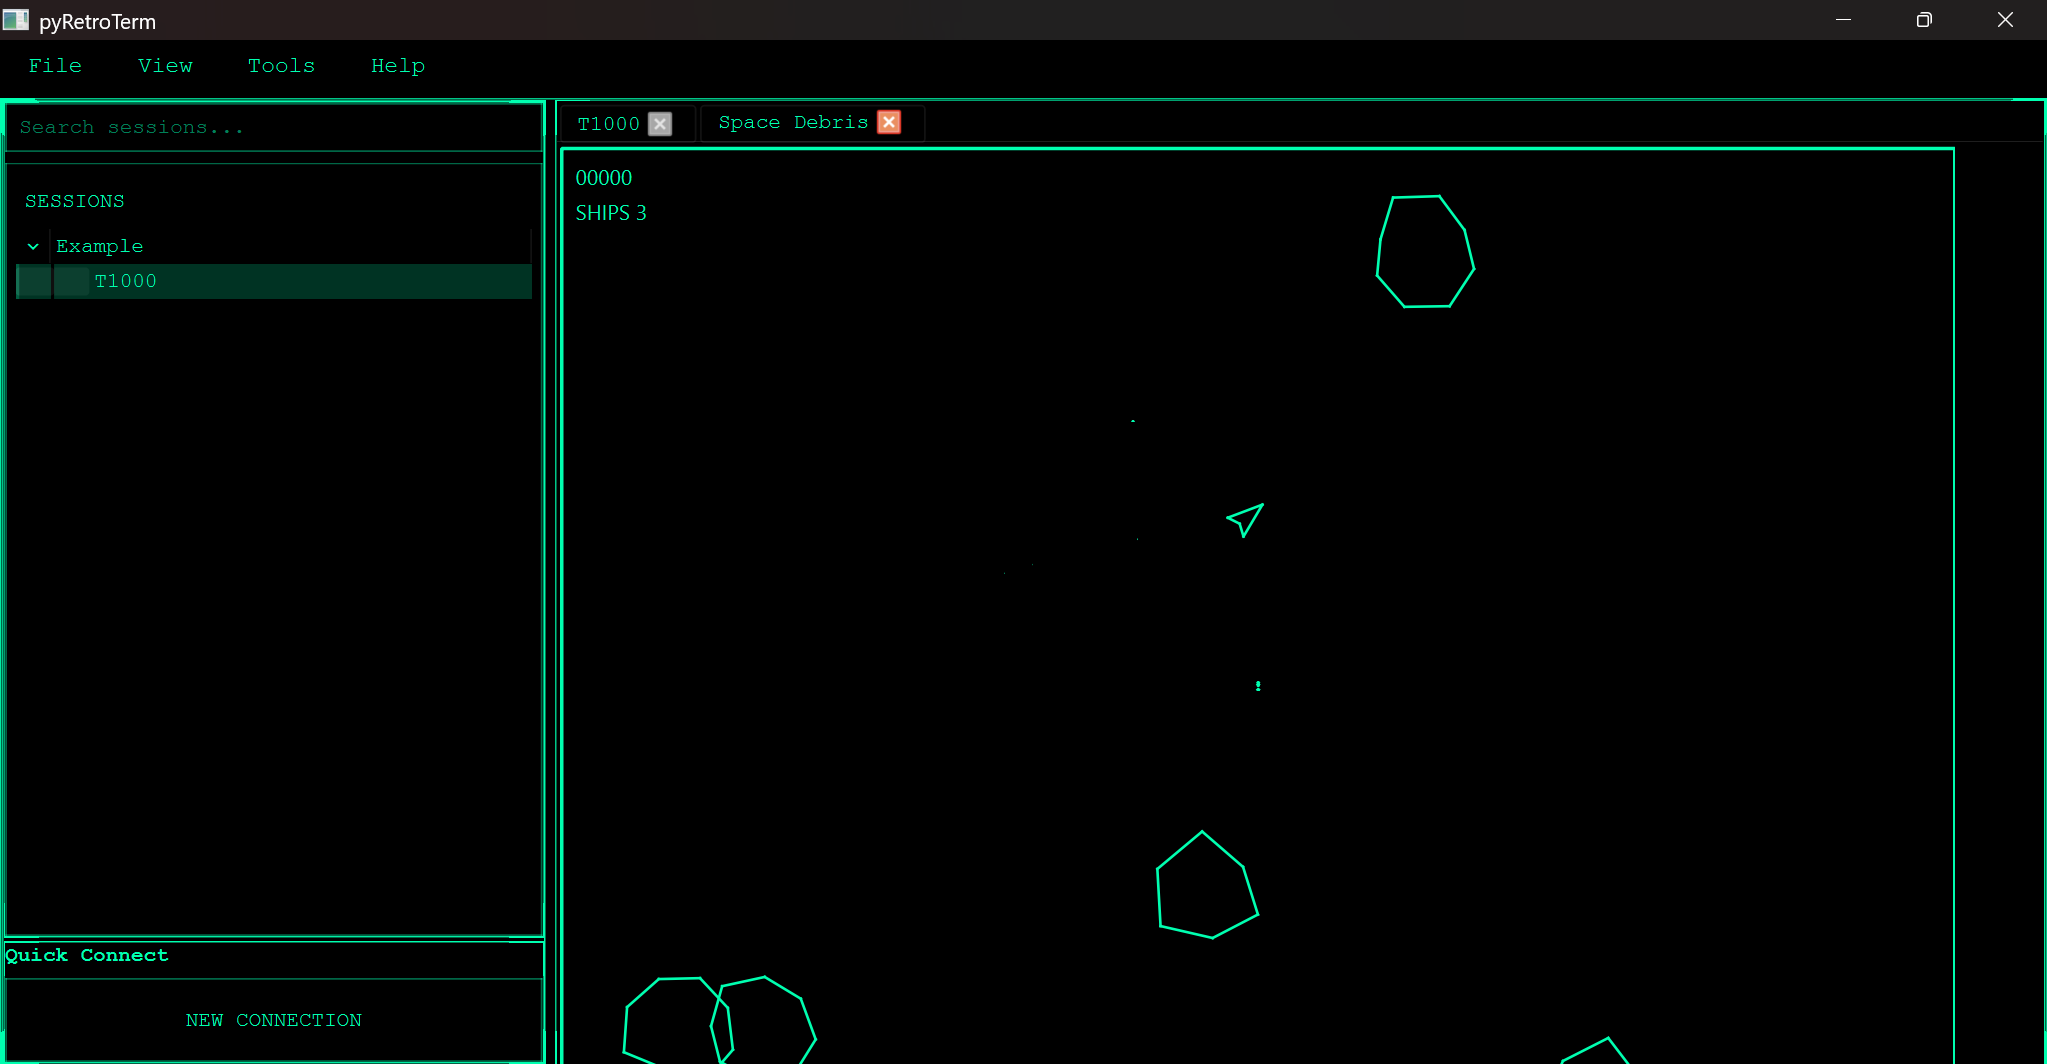 pyRetroTerm
File View Tools Help
Search sessions...
SESSIONS
Example
T1000
Quick Connect
NEW CONNECTION
T1000
Space Debris
00000
SHIPS 3